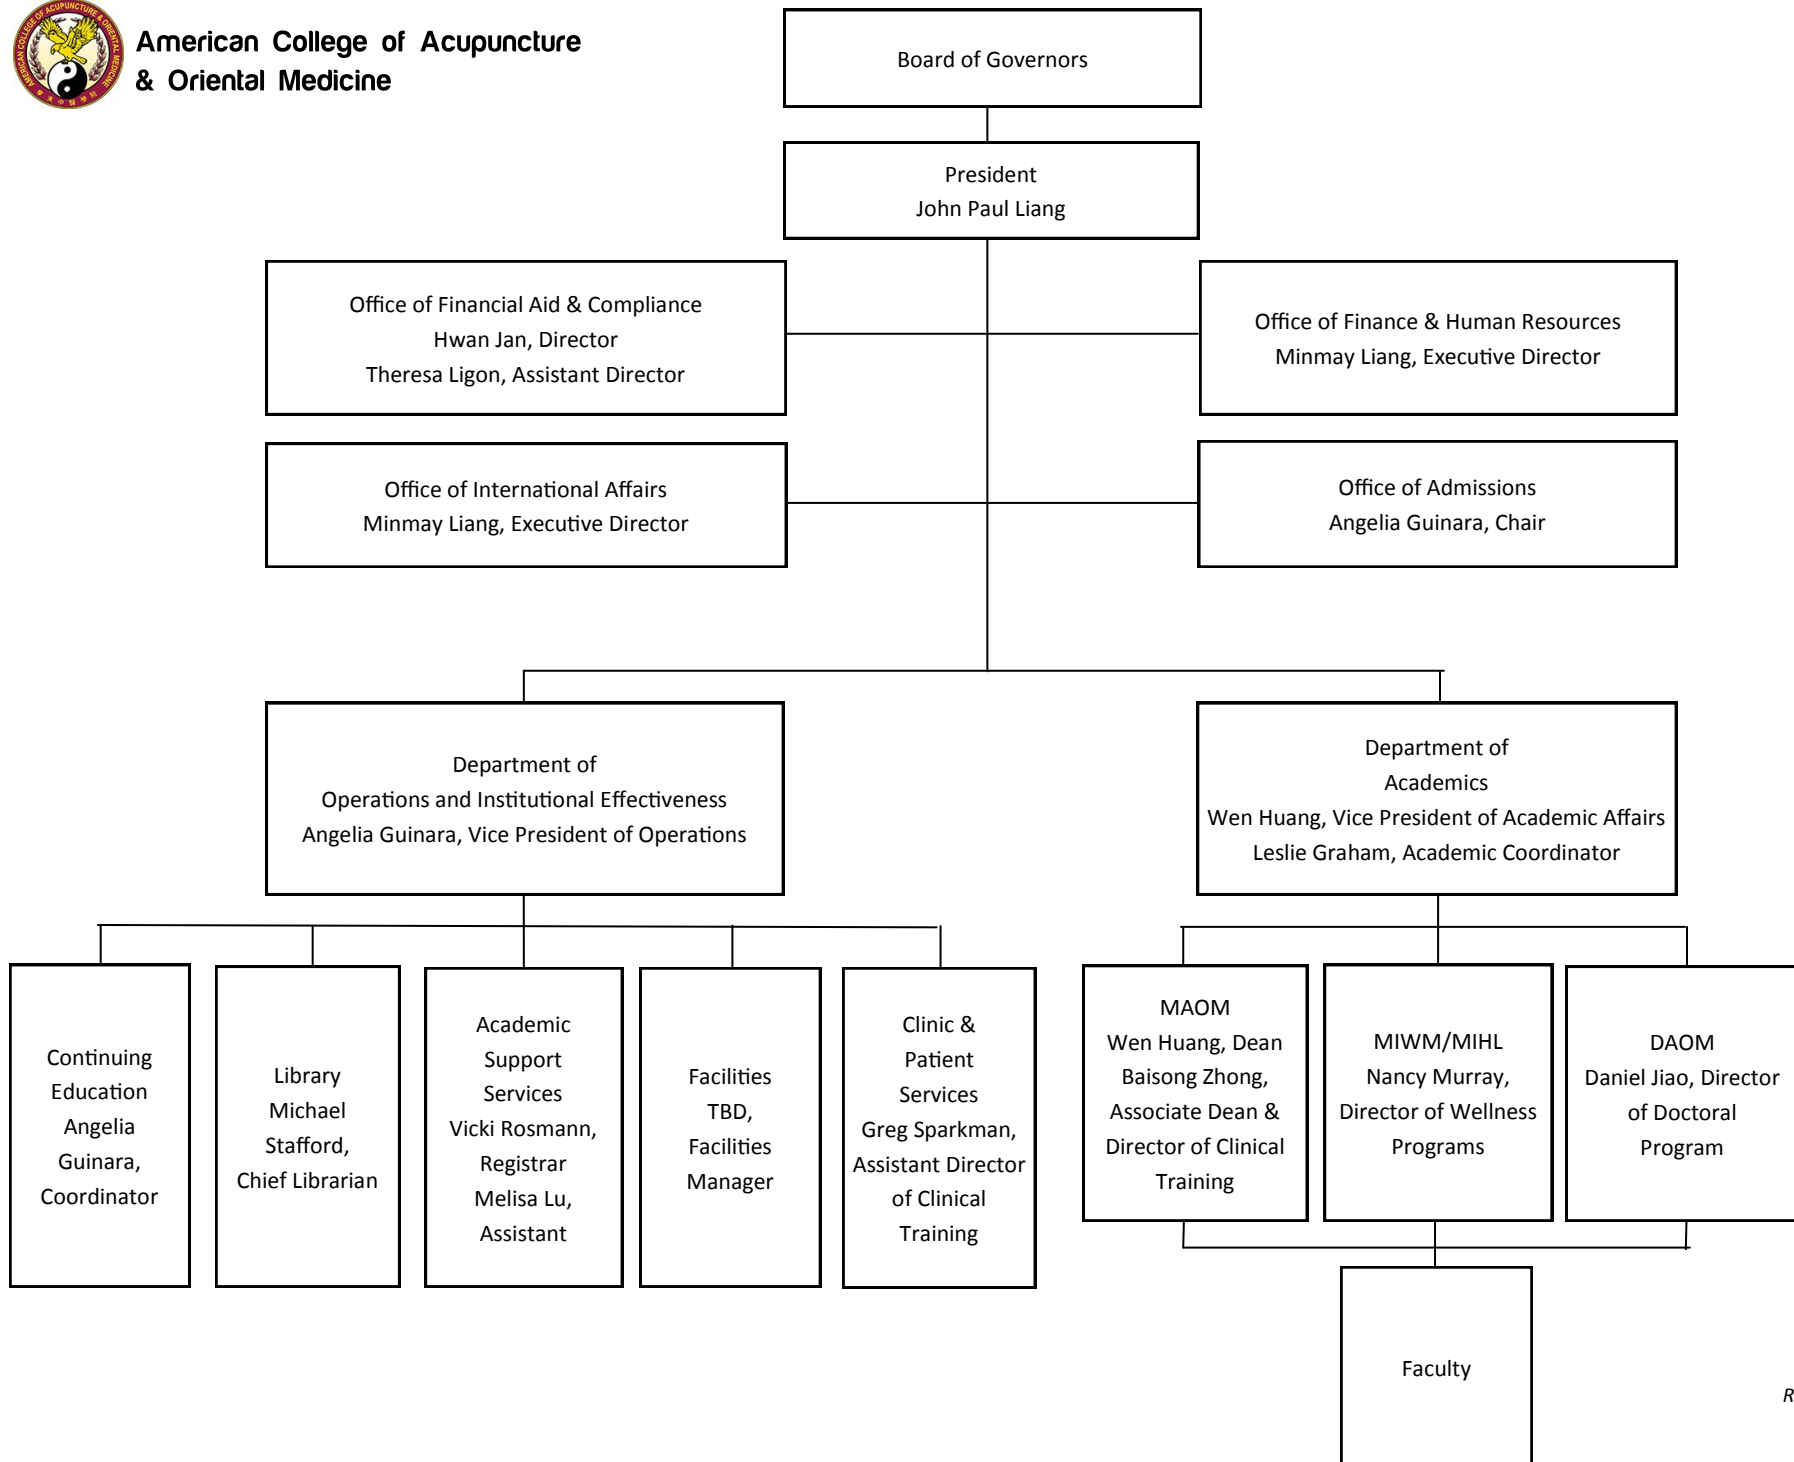 AMERICAN COLLEGE OF ACUPUNCTURE & ORIENTAL MEDICINE
American College of Acupuncture
& Oriental Medicine
Board of Governors
President
John Paul Liang
Office of Financial Aid & Compliance
Hwan Jan, Director
Theresa Ligon, Assistant Director
Office of Finance & Human Resources
Minmay Liang, Executive Director
Office of International Affairs
Minmay Liang, Executive Director
Office of Admissions
Angelia Guinara, Chair
Department of
Operations and Institutional Effectiveness
Angelia Guinara, Vice President of Operations
Department of
Academics
Wen Huang, Vice President of Academic Affairs
Leslie Graham, Academic Coordinator
Continuing
Education
Angelia
Guinara,
Coordinator
Library
Michael
Stafford,
Chief Librarian
Academic
Support
Services
Vicki Rosmann,
Registrar
Melisa Lu,
Assistant
Facilities
TBD,
Facilities
Manager
Clinic &
Patient
Services
Greg Sparkman,
Assistant Director
of Clinical
Training
MAOM
Wen Huang, Dean
Baisong Zhong,
Associate Dean &
Director of Clinical
Training
MIWM/MIHL
Nancy Murray,
Director of Wellness
Programs
DAOM
Daniel Jiao, Director
of Doctoral
Program
Faculty
R